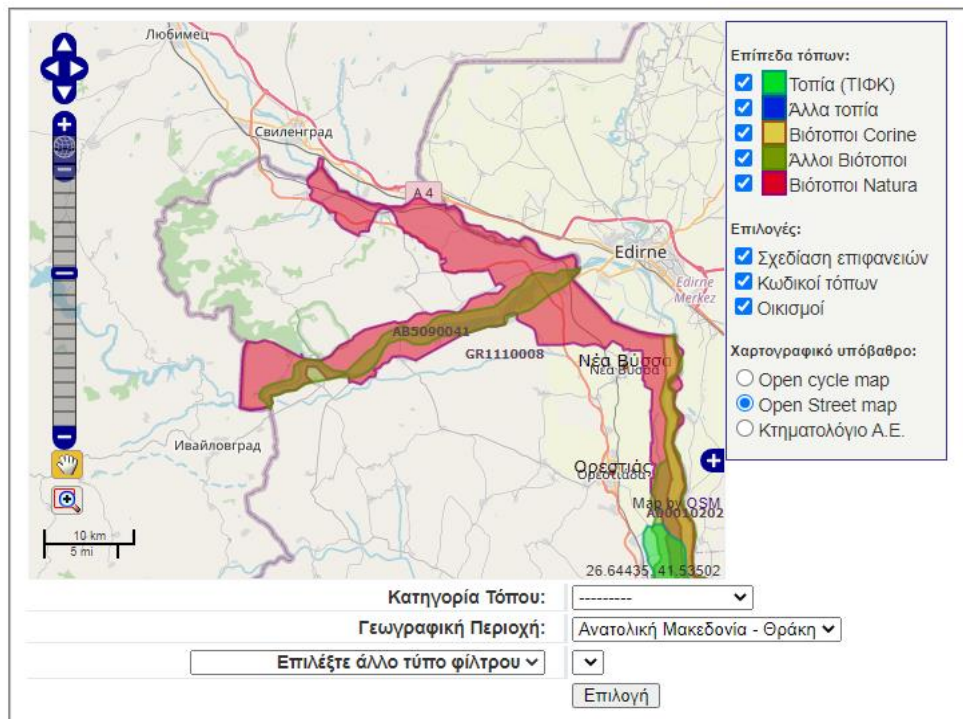 Любимец
Свиленград
A 4
Edirne
Edirne
Merkez
AB5090041
GR1110008
Νέα Βύσσα
Νέα Βύσσα
Ивайловград
Ορεστιάς
Ορεστιάδα
Map by OSM
10 km
5 mi
26.64435, 41.53502
Επίπεδα τόπων:
Τοπία (ΤΙΦΚ)
Άλλα τοπία
Βιότοποι Corine
Άλλοι Βιότοποι
Βιότοποι Natura
Επιλογές:
Σχεδίαση επιφανειών
Κωδικοί τόπων
Οικισμοί
Χαρτογραφικό υπόβαθρο:
Open cycle map
Open Street map
Κτηματολόγιο Α.Ε.
Κατηγορία Τόπου: ---------
Γεωγραφική Περιοχή: Ανατολική Μακεδονία - Θράκη
Επιλέξτε άλλο τύπο φίλτρου
Επιλογή